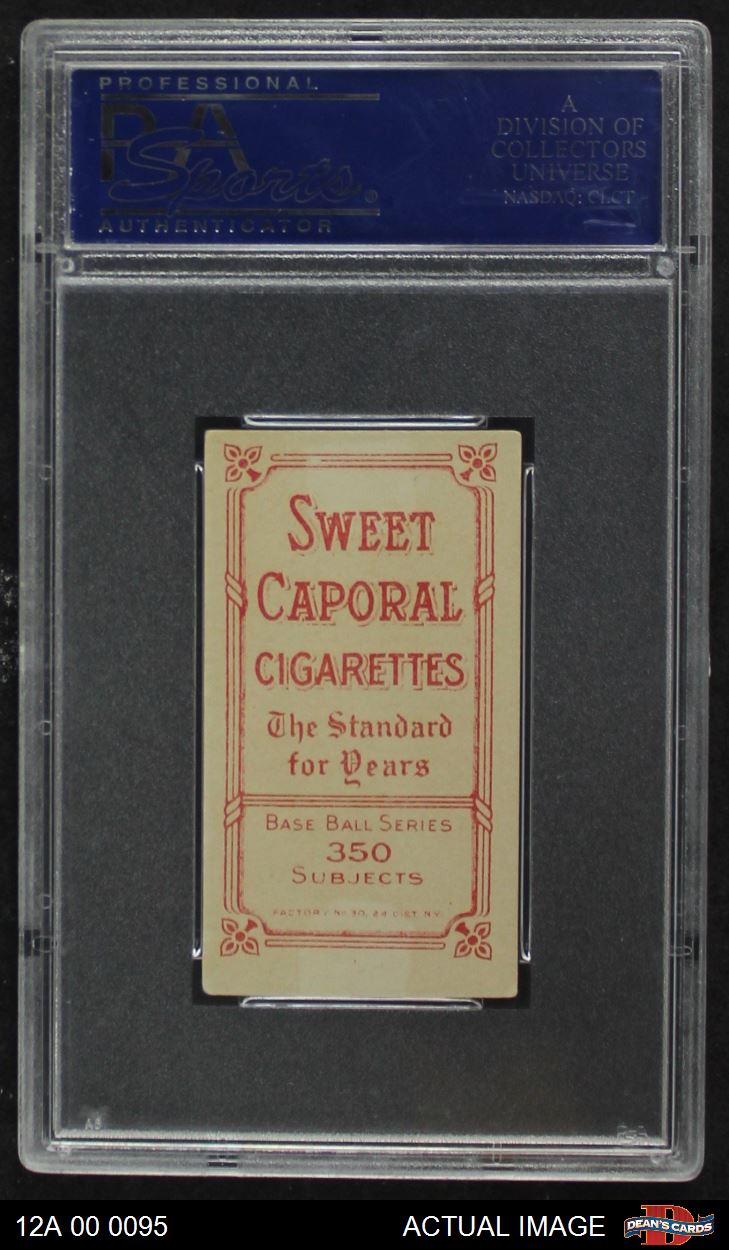 PROFESSIONAL
PSA
Sports®
AUTHENTICATOR
A
DIVISION OF
COLLECTORS
UNIVERSE
NASDAQ: CLCT
SWEET
CAPORAL
CIGARETTES
The Standard
for Years
BASE BALL SERIES
350
SUBJECTS
FACTORY No 30, 2d DIST. N.Y.
12A 00 0095
ACTUAL IMAGE
D
DEAN'S CARDS